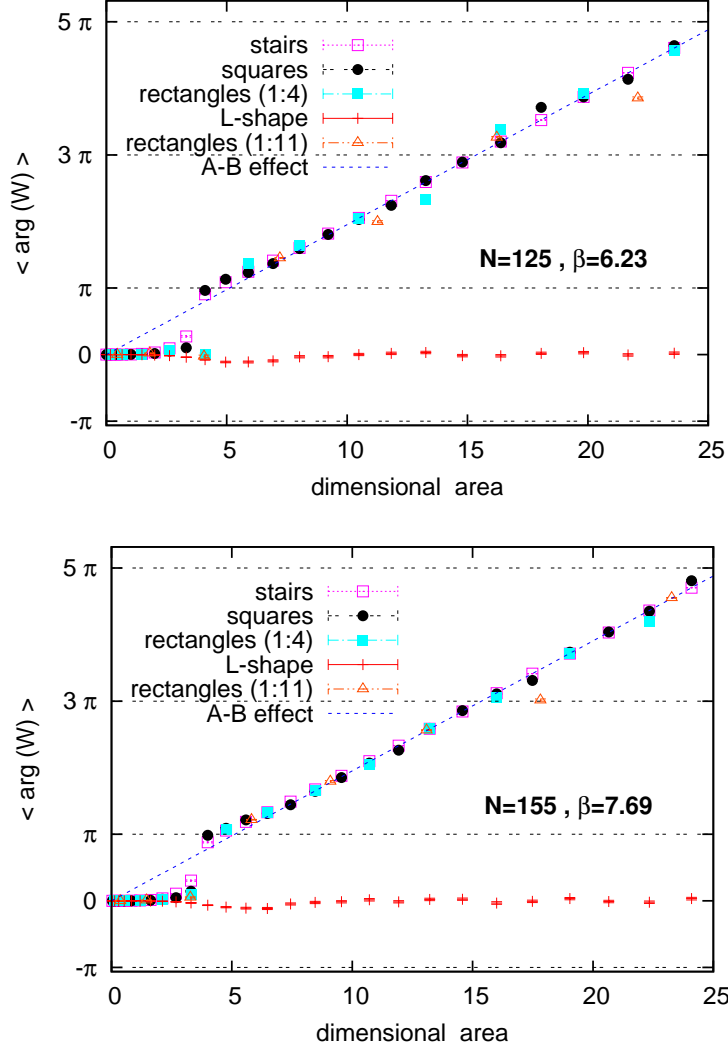 5 π
3 π
π
0
-π
< arg (W) >
stairs
squares
rectangles (1:4)
L-shape
rectangles (1:11)
A-B effect
N=125 , β=6.23
0 5 10 15 20 25
dimensional area
5 π
3 π
π
0
-π
< arg (W) >
stairs
squares
rectangles (1:4)
L-shape
rectangles (1:11)
A-B effect
N=155 , β=7.69
0 5 10 15 20 25
dimensional area